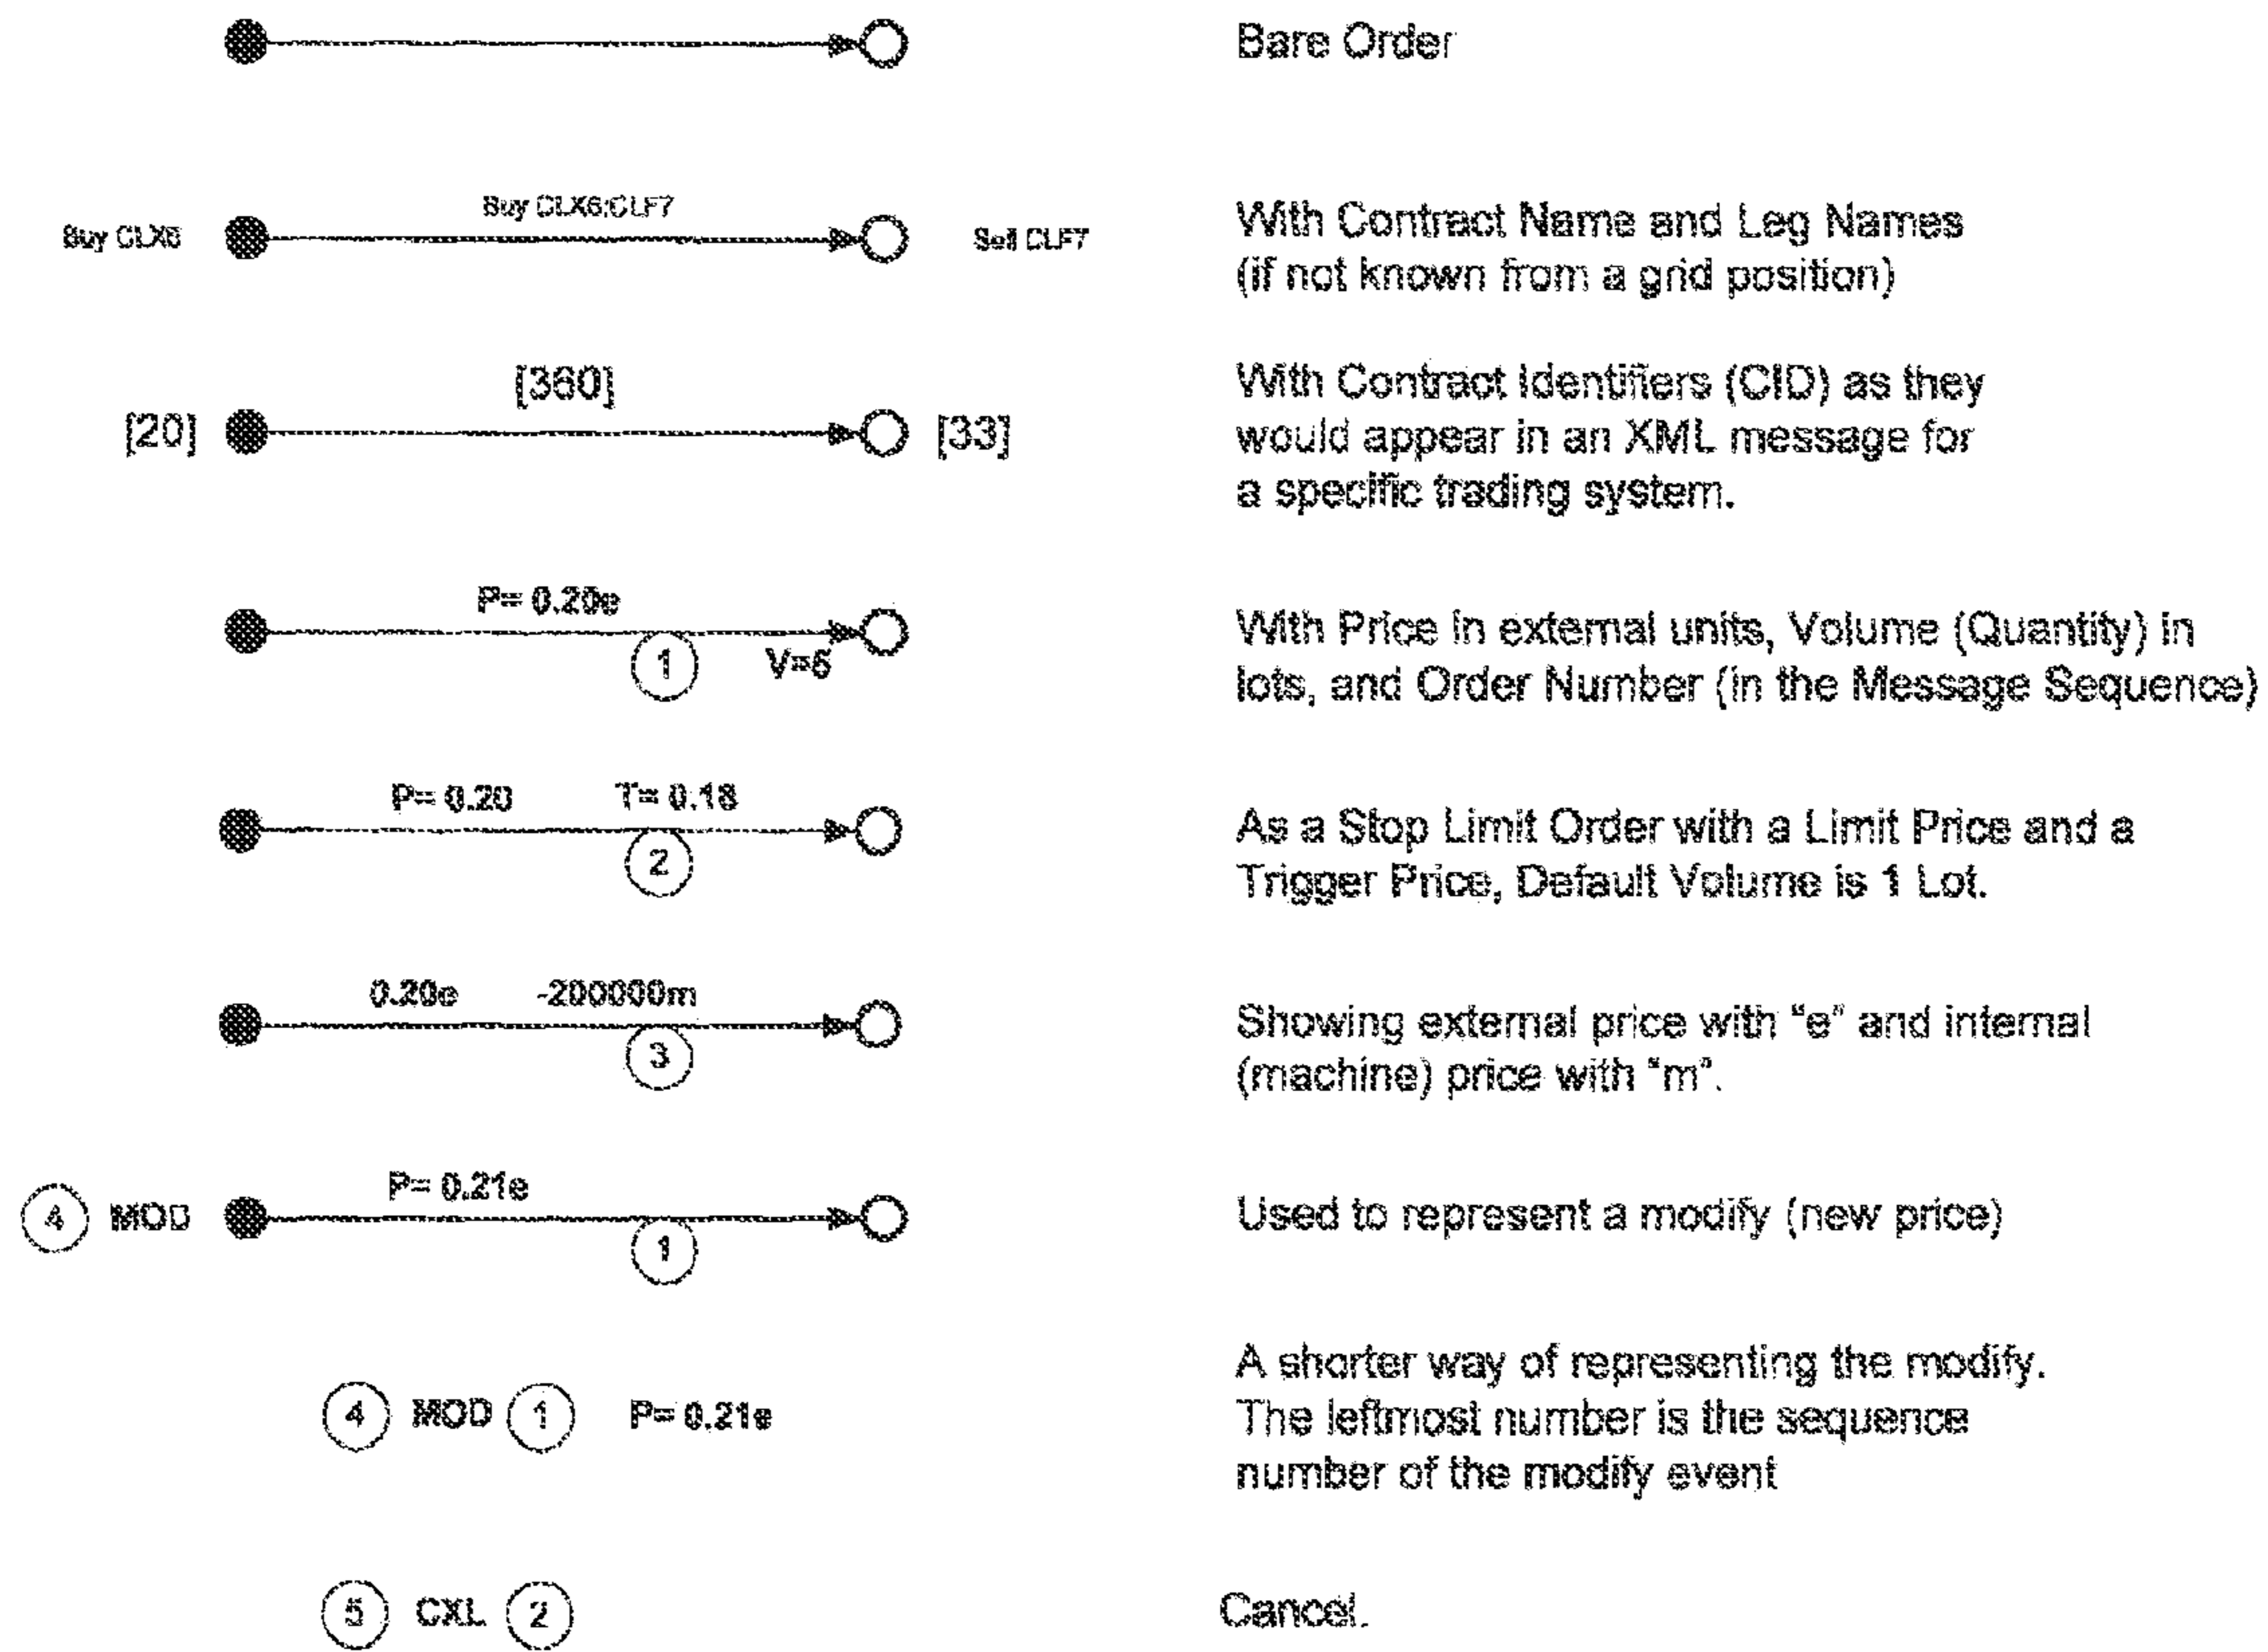 Bare Order
Buy CLX6:CLF7
Buy CLX6
Sell CLF7
With Contract Name and Leg Names
(if not known from a grid position)
[360]
[20]
[33]
With Contract Identifiers (CID) as they
would appear in an XML message for
a specific trading system.
P= 0.20e
1
With Price in external units, Volume (Quantity) in
lots, and Order Number (in the Message Sequence)
P= 0.20 T= 0.18
2
As a Stop Limit Order with a Limit Price and a
Trigger Price, Default Volume is 1 Lot.
0.20e -200000m
3
Showing external price with "e" and internal
(machine) price with "m".
P= 0.21e
4 MOD
1
Used to represent a modify (new price)
4 MOD 1 P= 0.21e
A shorter way of representing the modify.
The leftmost number is the sequence
number of the modify event
5 CXL 2
Cancel.